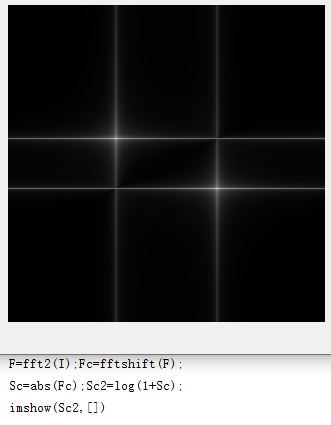 F=fft2(I);Fc=fftshift(F);
Sc=abs(Fc);Sc2=log(1+Sc);
imshow(Sc2,[])